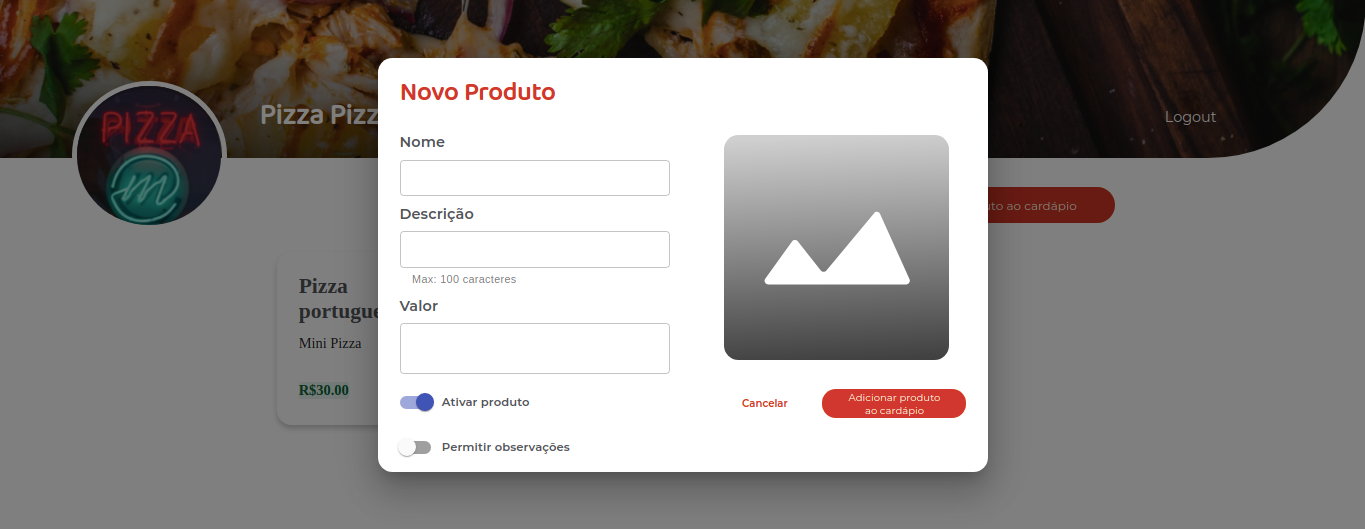 PIZZA
m
Pizza Pizz
Logout
uto ao cardápio
Pizza
portugue
Mini Pizza
R$30.00
Novo Produto
Nome
Descrição
Max: 100 caracteres
Valor
Ativar produto
Permitir observações
Cancelar
Adicionar produto
ao cardápio